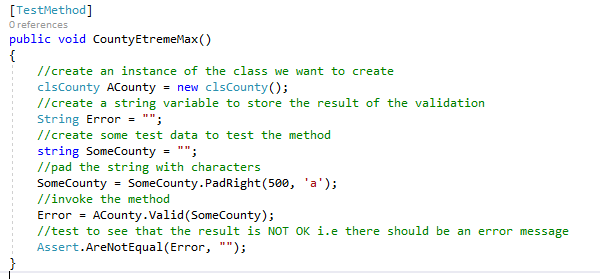 [TestMethod]
0 references
public void CountyEtremeMax()
{
//create an instance of the class we want to create
clsCounty ACounty = new clsCounty();
//create a string variable to store the result of the validation
String Error = "";
//create some test data to test the method
string SomeCounty = "";
//pad the string with characters
SomeCounty = SomeCounty.PadRight(500, 'a');
//invoke the method
Error = ACounty.Valid(SomeCounty);
//test to see that the result is NOT OK i.e there should be an error message
Assert.AreNotEqual(Error, "");
}